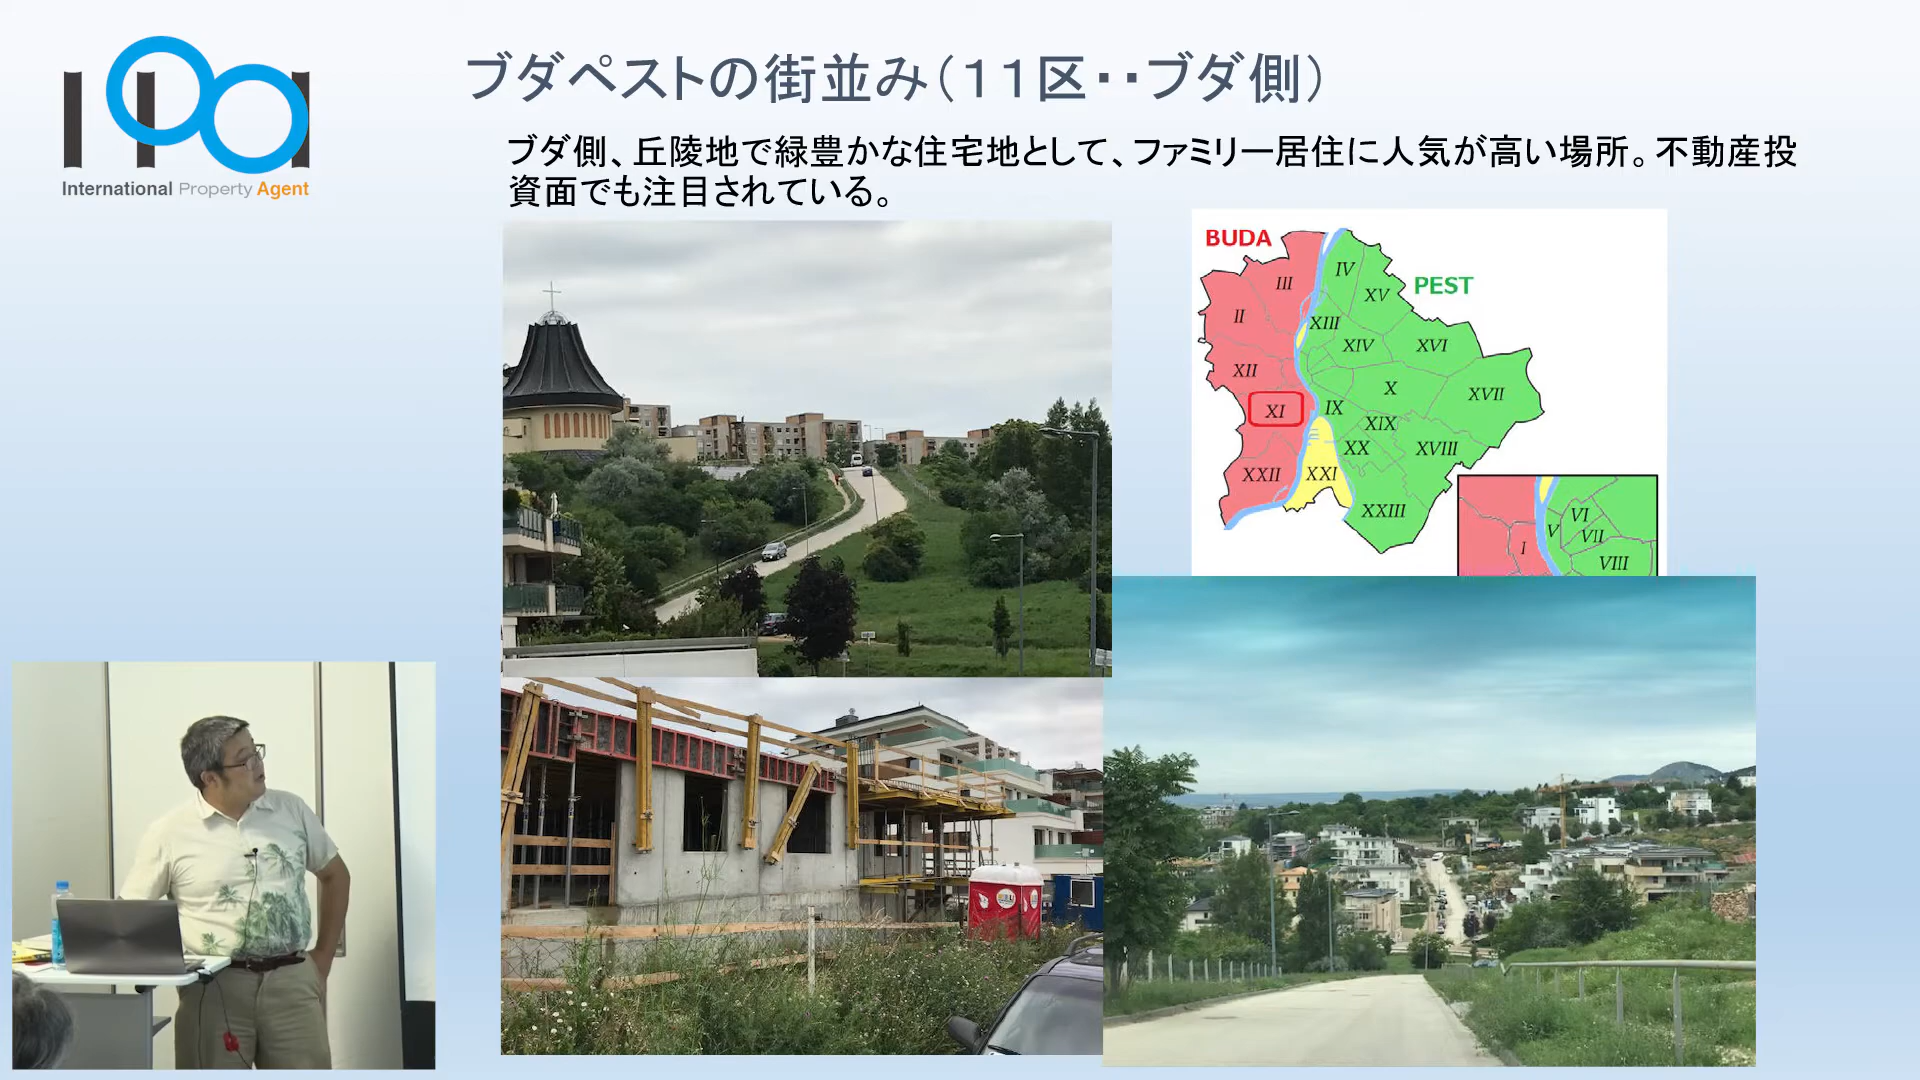 IPA
International Property Agent
ブダペストの街並み（１１区・・ブダ側）
ブダ側、丘陵地で緑豊かな住宅地として、ファミリー居住に人気が高い場所。不動産投
資面でも注目されている。
BUDA
PEST
III
IV
XV
II
XIII
XIV
XVI
XII
X
XVII
XI
IX
XIX
XX
XVIII
XXII
XXI
XXIII
I
V
VI
VII
VIII